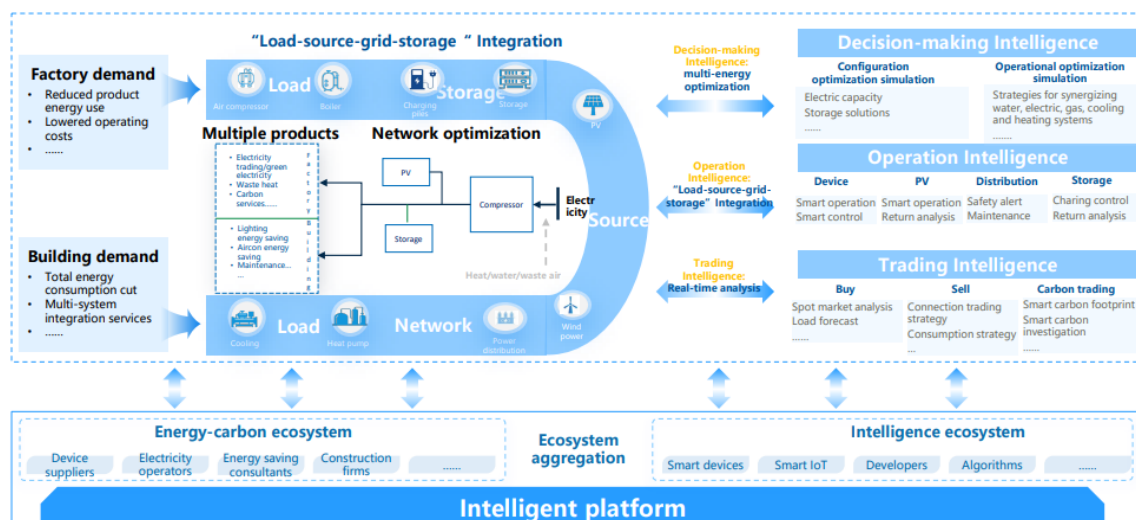 “Load-source-grid-storage “ Integration
Factory demand
• Reduced product
energy use
• Lowered operating
costs
• ......
Building demand
• Total energy
consumption cut
• Multi-system
integration services
• ......
Load
Storage
Air compressor
Boiler
Charging
piles
Storage
PV
Source
Wind
power
Load
Network
Cooling
Heat pump
Power
distribution
Multiple products
Network optimization
• Electricity
trading/green
electricity
• Waste heat
• Carbon
services......
Factory
• Lighting
energy saving
• Aircon energy
saving
• Maintenance...
...
Building
PV
Storage
Compressor
Electr
icity
Heat/water/waste air
Decision-making
Intelligence:
multi-energy
optimization
Operation
Intelligence:
“Load-source-grid-
storage” Integration
Trading
Intelligence:
Real-time analysis
Decision-making Intelligence
Configuration
optimization simulation
Electric capacity
Storage solutions
......
Operational optimization
simulation
Strategies for synergizing
water, electric, gas, cooling
and heating systems
.......
Operation Intelligence
Device
Smart operation
Smart control
PV
Smart operation
Return analysis
Distribution
Safety alert
Maintenance
Storage
Charing control
Return analysis
Trading Intelligence
Buy
Spot market analysis
Load forecast
......
Sell
Connection trading
strategy
Consumption strategy
...
Carbon trading
Smart carbon footprint
Smart carbon
investigation
......
Energy-carbon ecosystem
Device
suppliers
Electricity
operators
Energy saving
consultants
Construction
firms
......
Ecosystem
aggregation
Intelligence ecosystem
Smart devices
Smart IoT
Developers
Algorithms
......
Intelligent platform